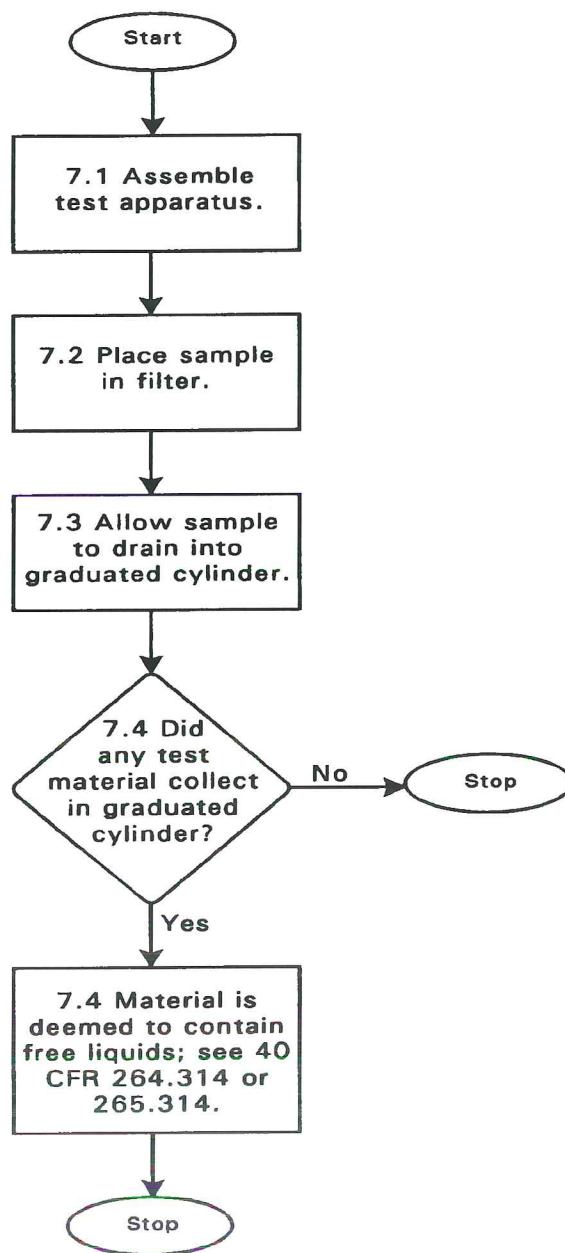 Start
7.1 Assemble
test apparatus.
7.2 Place sample
in filter.
7.3 Allow sample
to drain into
graduated cylinder.
7.4 Did
any test
material collect
in graduated
cylinder?
No
Stop
Yes
7.4 Material is
deemed to contain
free liquids; see 40
CFR 264.314 or
265.314.
Stop